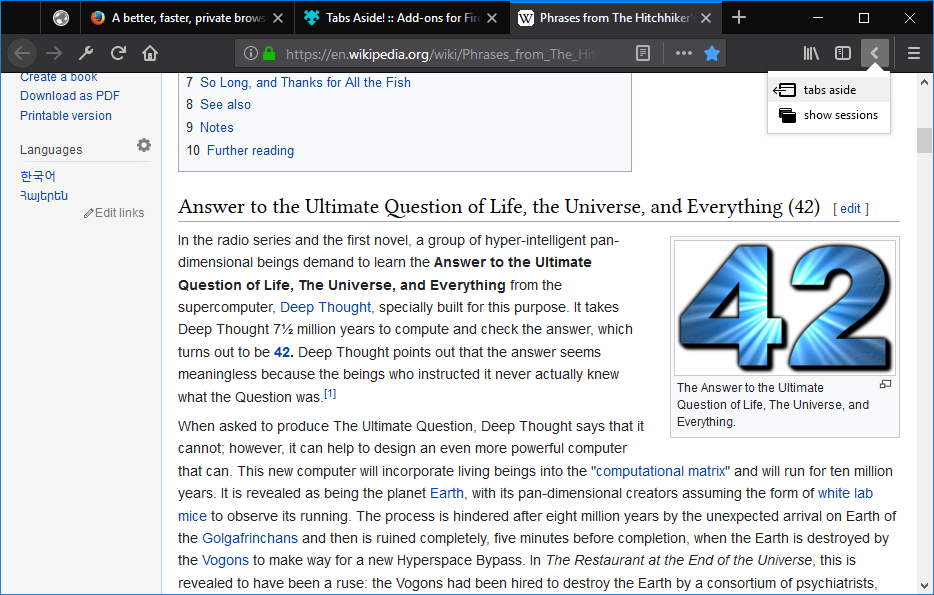 A better, faster, private brows
Tabs Aside! :: Add-ons for Fire
Phrases from The Hitchhiker'
https://en.wikipedia.org/wiki/Phrases_from_The_Hit
tabs aside
show sessions
Create a book
Download as PDF
Printable version
Languages
한국어
Հայերեն
Edit links
7 So Long, and Thanks for All the Fish
8 See also
9 Notes
10 Further reading
Answer to the Ultimate Question of Life, the Universe, and Everything (42) [ edit ]
In the radio series and the first novel, a group of hyper-intelligent pan-
dimensional beings demand to learn the Answer to the Ultimate
Question of Life, The Universe, and Everything from the
supercomputer, Deep Thought, specially built for this purpose. It takes
Deep Thought 7½ million years to compute and check the answer, which
turns out to be 42. Deep Thought points out that the answer seems
meaningless because the beings who instructed it never actually knew
what the Question was.[1]
42
The Answer to the Ultimate
Question of Life, The Universe, and
Everything.
When asked to produce The Ultimate Question, Deep Thought says that it
cannot; however, it can help to design an even more powerful computer
that can. This new computer will incorporate living beings into the "computational matrix" and will run for ten million
years. It is revealed as being the planet Earth, with its pan-dimensional creators assuming the form of white lab
mice to observe its running. The process is hindered after eight million years by the unexpected arrival on Earth of
the Golgafrinchans and then is ruined completely, five minutes before completion, when the Earth is destroyed by
the Vogons to make way for a new Hyperspace Bypass. In The Restaurant at the End of the Universe, this is
revealed to have been a ruse: the Vogons had been hired to destroy the Earth by a consortium of psychiatrists,